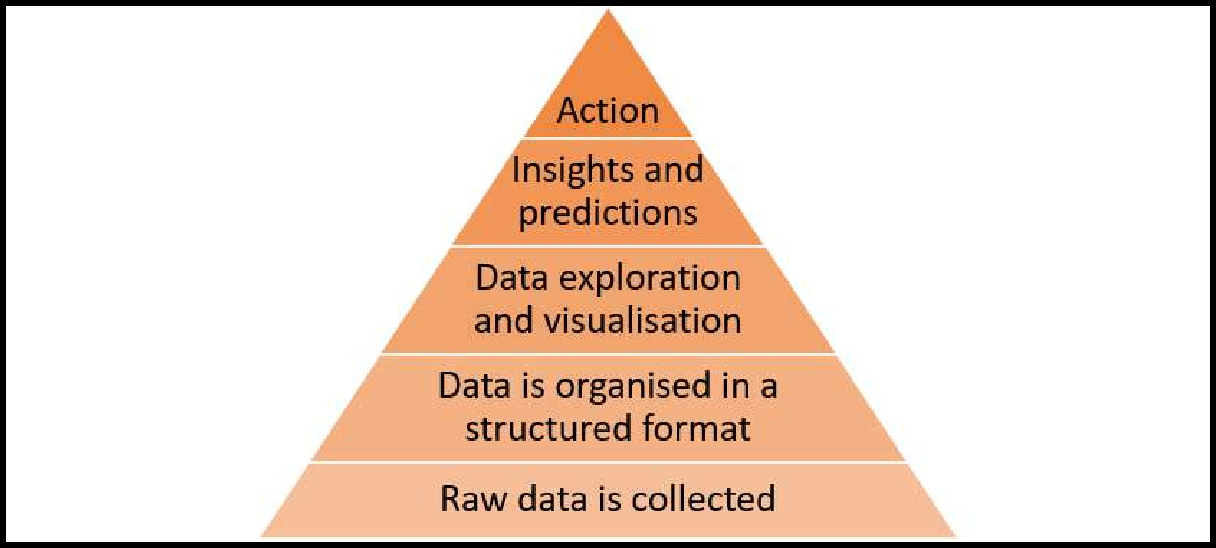 Action
Insights and
predictions
Data exploration
and visualisation
Data is organised in a
structured format
Raw data is collected